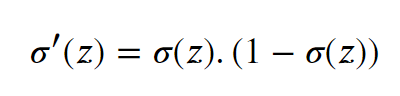 σ′(z) = σ(z). (1 − σ(z))